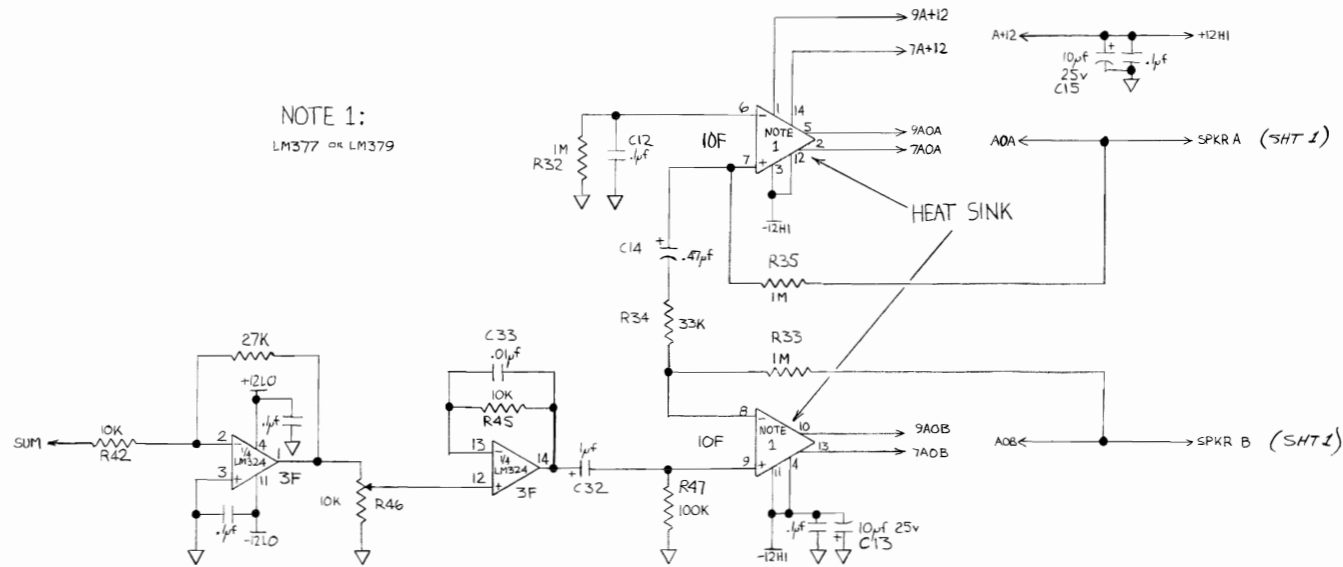 9A+12
A+12
+12HI
7A+12
10µf
25v
C15
.1µf
NOTE 1:
LM377 OR LM379
6
1
14
NOTE
1
5
2
9A0A
7A0A
A0A
SPKR A (SHT 1)
10F
7
3
12
1M
R32
C12
.1µf
-12HI
HEAT SINK
C14
+
.47µf
R35
1M
R34
33K
R33
1M
27K
C33
.01µf
+12LO
.1µf
10K
R45
8
NOTE
1
10
13
9A0B
7A0B
A0B
SPKR B (SHT 1)
10F
9
11
4
SUM
10K
R42
2
4
1/4
LM324
1
3
11
3F
13
1/4
LM324
14
12
3F
1µf
+
C32
10K
R46
R47
100K
.1µf
-12LO
.1µf
10µf 25v
C13
-12HI